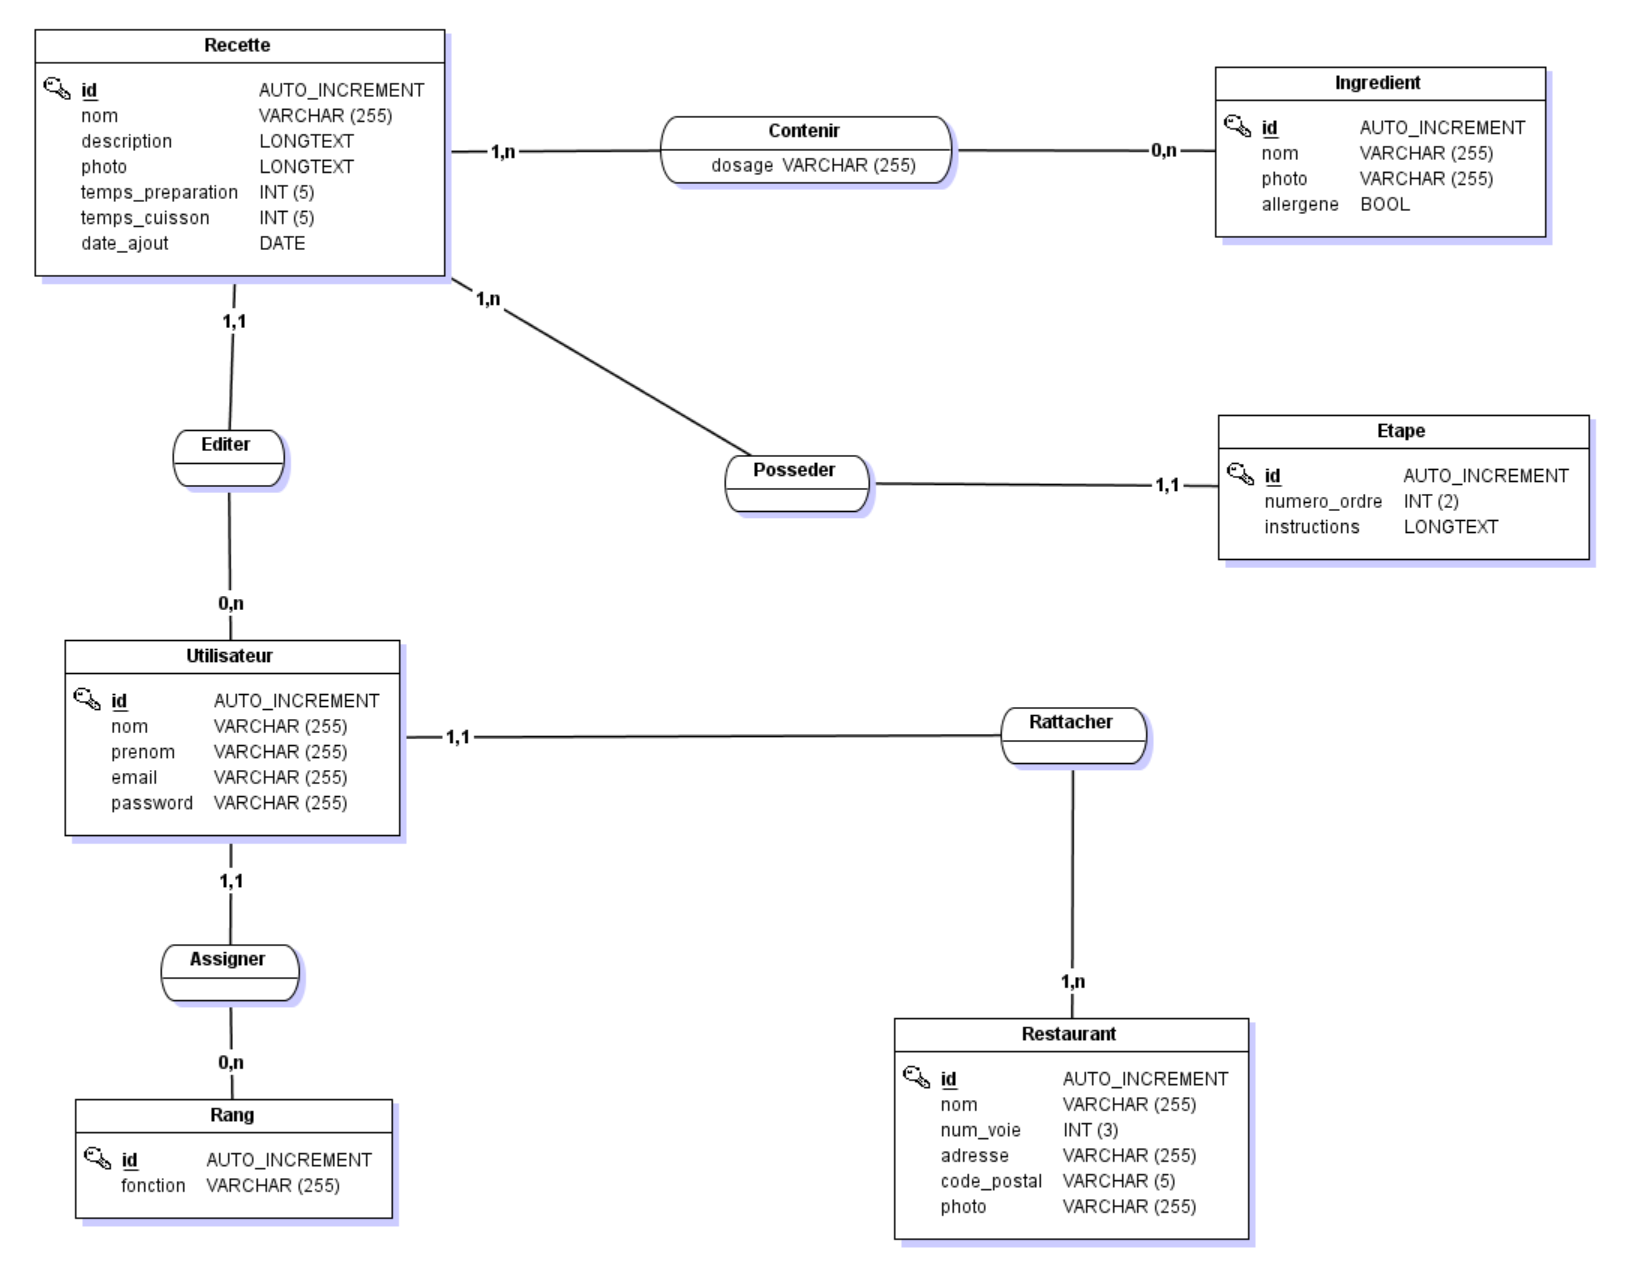 Recette
id AUTO_INCREMENT
nom VARCHAR (255)
description LONGTEXT
photo LONGTEXT
temps_preparation INT (5)
temps_cuisson INT (5)
date_ajout DATE
1,n
Contenir
dosage VARCHAR (255)
0,n
Ingredient
id AUTO_INCREMENT
nom VARCHAR (255)
photo VARCHAR (255)
allergene BOOL
1,1
1,n
Editer
Posseder
1,1
Etape
id AUTO_INCREMENT
numero_ordre INT (2)
instructions LONGTEXT
0,n
Utilisateur
id AUTO_INCREMENT
nom VARCHAR (255)
prenom VARCHAR (255)
email VARCHAR (255)
password VARCHAR (255)
1,1
Rattacher
1,1
Assigner
0,n
1,n
Rang
id AUTO_INCREMENT
fonction VARCHAR (255)
Restaurant
id AUTO_INCREMENT
nom VARCHAR (255)
num_voie INT (3)
adresse VARCHAR (255)
code_postal VARCHAR (5)
photo VARCHAR (255)